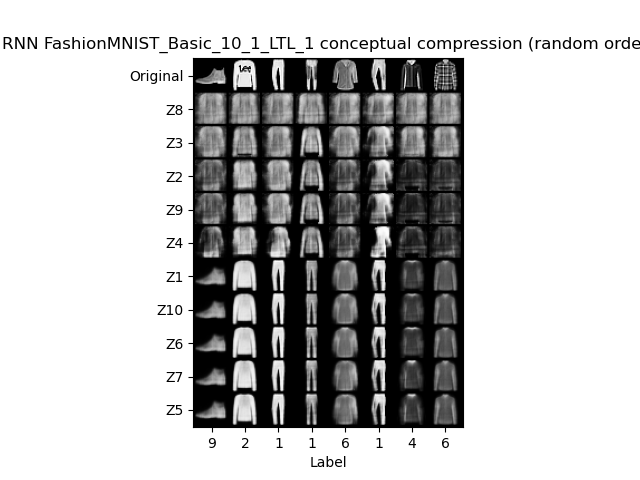 RNN FashionMNIST_Basic_10_1_LTL_1 conceptual compression (random orde
Original
Z8
Z3
Z2
Z9
Z4
Z1
Z10
Z6
Z7
Z5
9 2 1 1 6 1 4 6
Label